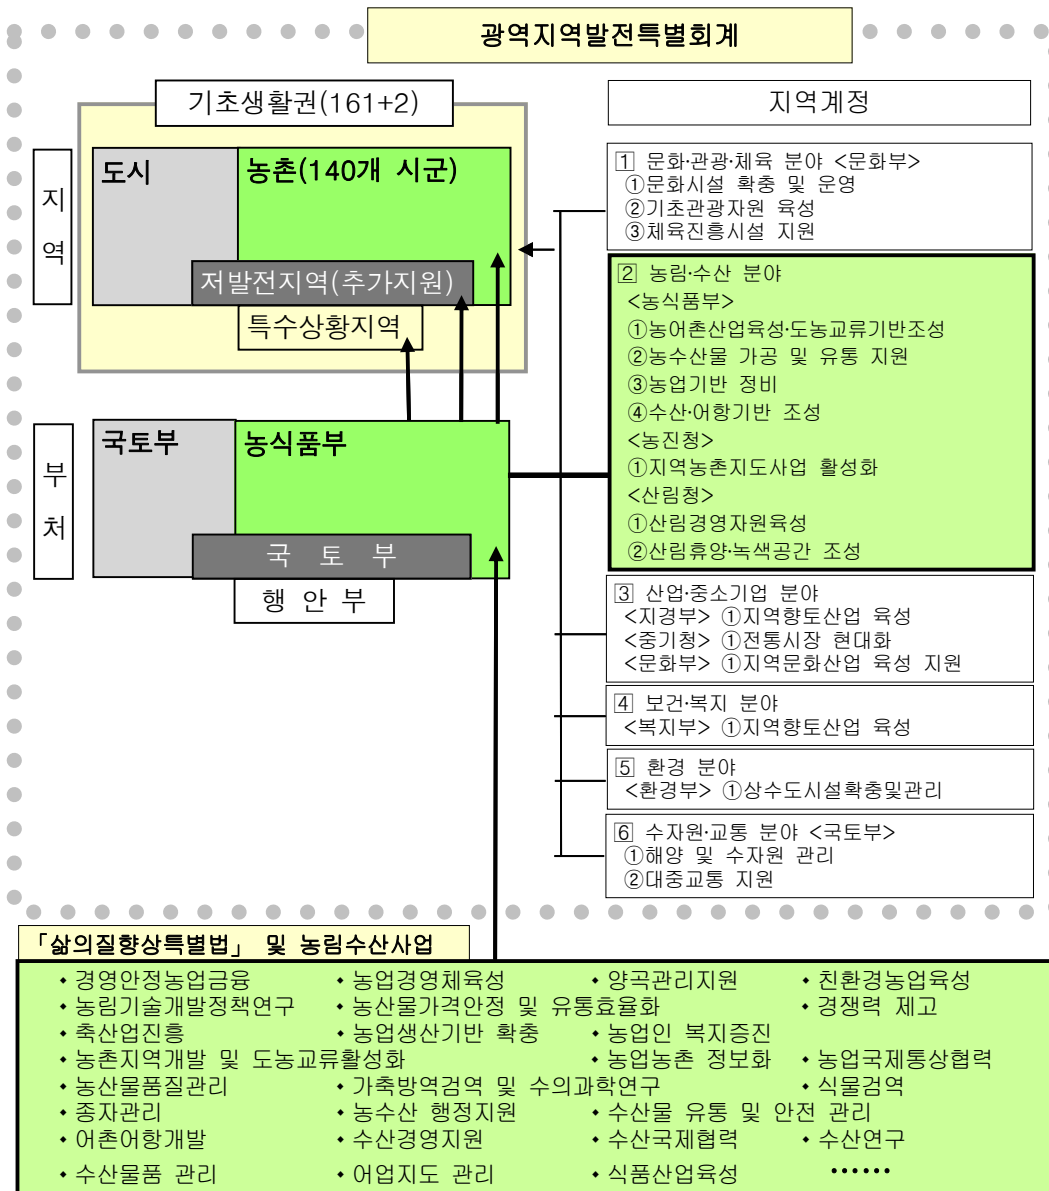 광역지역발전특별회계
기초생활권(161+2)
지역계정
지
역
도시
농촌(140개 시군)
저발전지역(추가지원)
특수상황지역
부
처
국토부
농식품부
국 토 부
행 안 부
1 문화·관광·체육 분야 <문화부>
①문화시설 확충 및 운영
②기초관광자원 육성
③체육진흥시설 지원
2 농림·수산 분야
<농식품부>
①농어촌산업육성·도농교류기반조성
②농수산물 가공 및 유통 지원
③농업기반 정비
④수산·어항기반 조성
<농진청>
①지역농촌지도사업 활성화
<산림청>
①산림경영자원육성
②산림휴양·녹색공간 조성
3 산업·중소기업 분야
<지경부> ①지역향토산업 육성
<중기청> ①전통시장 현대화
<문화부> ①지역문화산업 육성 지원
4 보건·복지 분야
<복지부> ①지역향토산업 육성
5 환경 분야
<환경부> ①상수도시설확충및관리
6 수자원·교통 분야 <국토부>
①해양 및 수자원 관리
②대중교통 지원
「삶의질향상특별법」 및 농림수산사업
• 경영안정농업금융 • 농업경영체육성 • 양곡관리지원 • 친환경농업육성
• 농림기술개발정책연구 • 농산물가격안정 및 유통효율화 • 경쟁력 제고
• 축산업진흥 • 농업생산기반 확충 • 농업인 복지증진
• 농촌지역개발 및 도농교류활성화 • 농업농촌 정보화 • 농업국제통상협력
• 농산물품질관리 • 가축방역검역 및 수의과학연구 • 식물검역
• 종자관리 • 농수산 행정지원 • 수산물 유통 및 안전 관리
• 어촌어항개발 • 수산경영지원 • 수산국제협력 • 수산연구
• 수산물품 관리 • 어업지도 관리 • 식품산업육성 ••••••